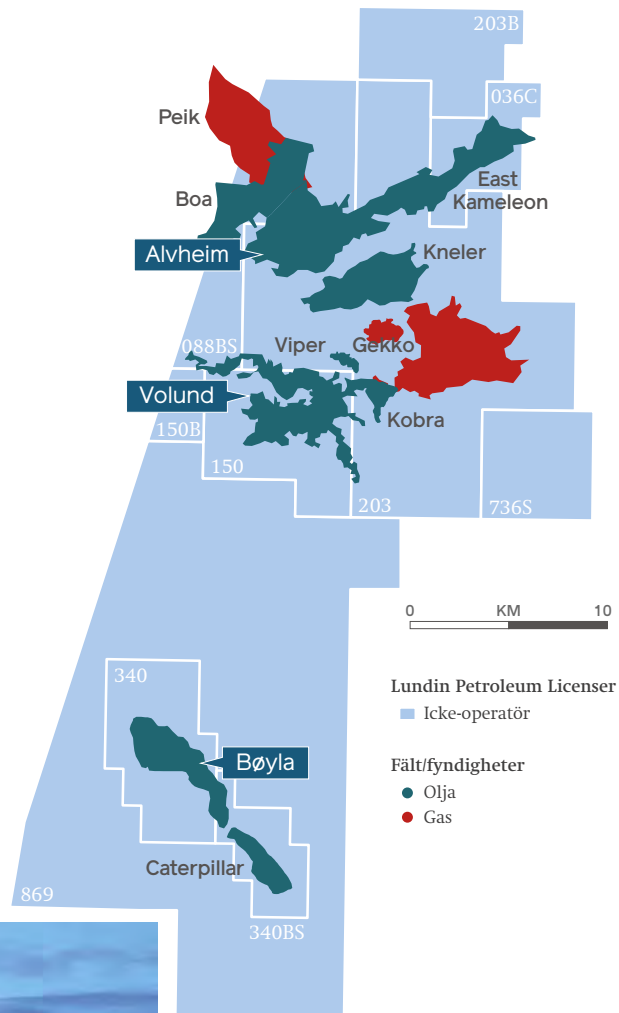 203B
036C
Peik
East
Kameleon
Boa
Alvheim
Kneler
Viper
Gekko
088BS
Volund
Kobra
150B
150
203
736S
0 KM 10
340
Lundin Petroleum Licenser
Icke-operatör
Bøyla
Fält/fyndigheter
Olja
Gas
Caterpillar
869
340BS